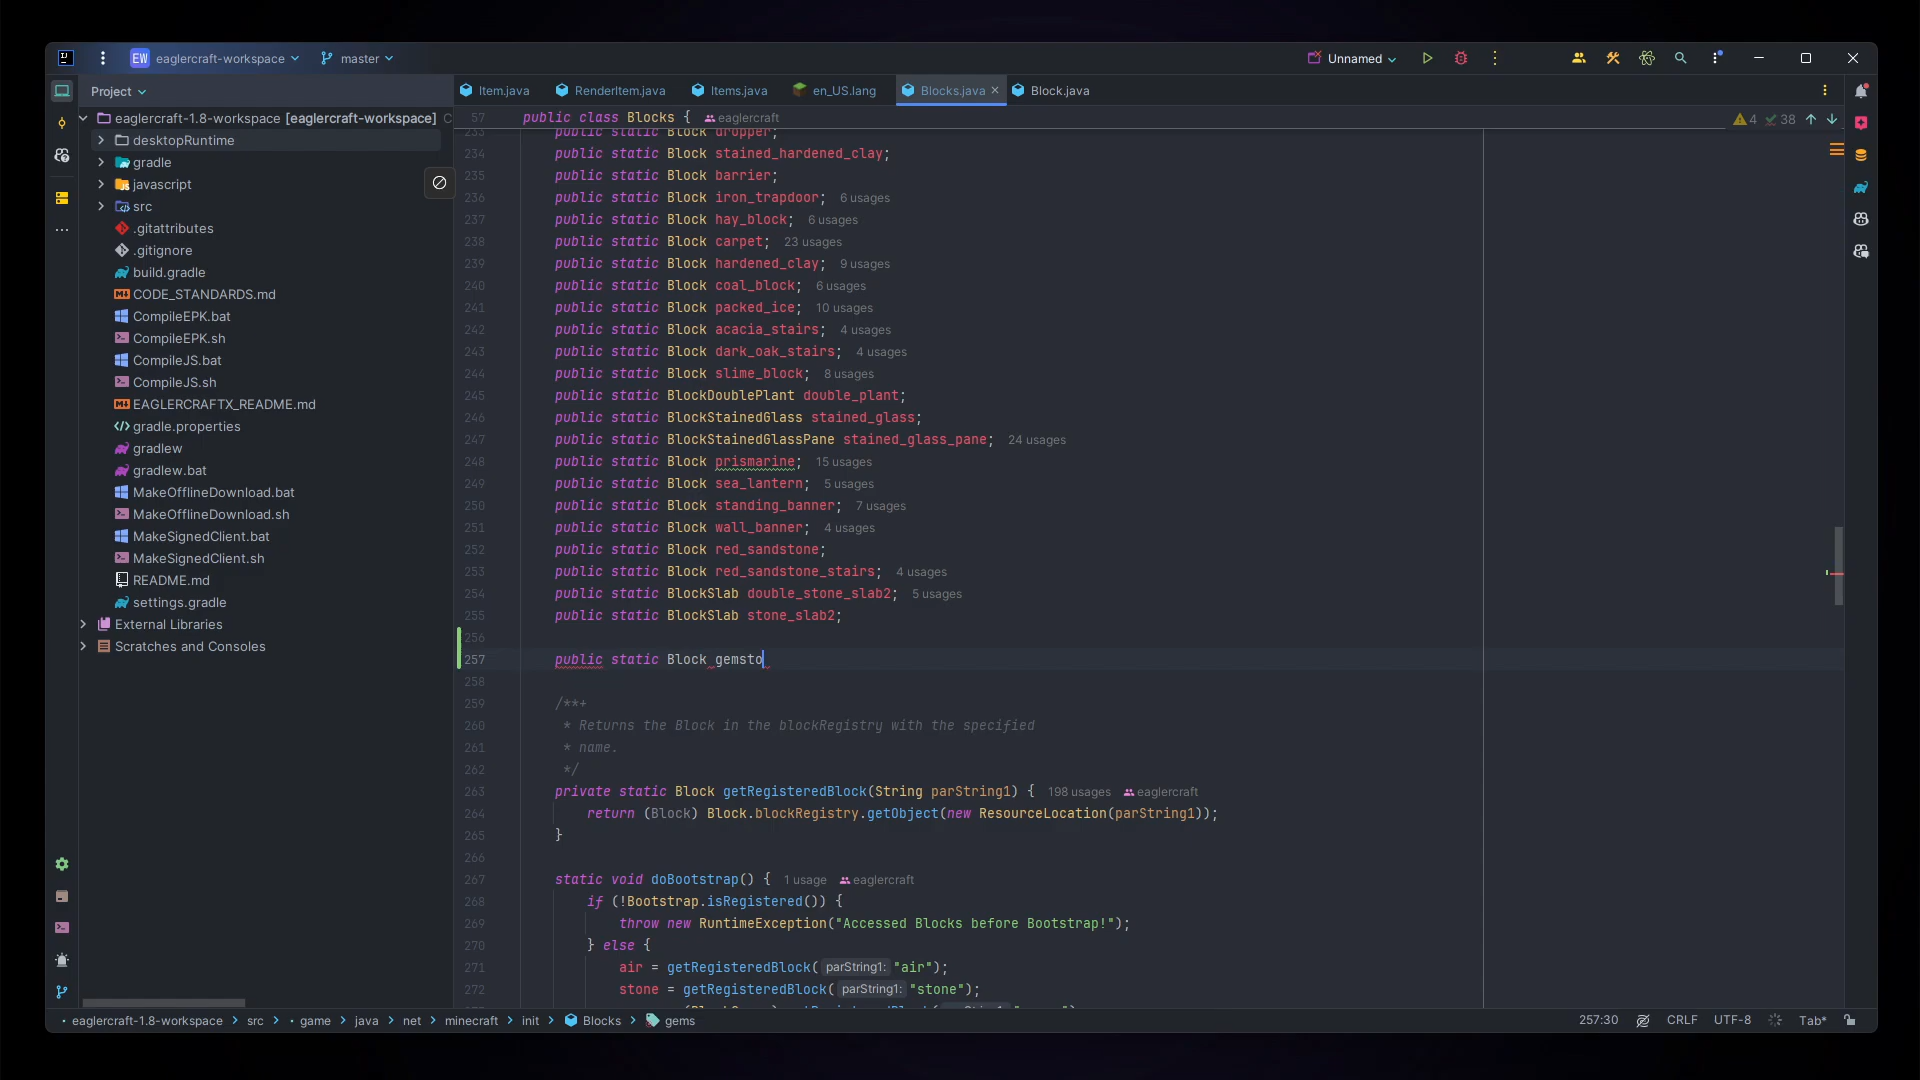 EW eaglercraft-workspace master Unnamed
Project
Item.java RenderItem.java Items.java en_US.lang Blocks.java Block.java
eaglercraft-1.8-workspace [eaglercraft-workspace] C
desktopRuntime
gradle
javascript
src
.gitattributes
.gitignore
build.gradle
CODE_STANDARDS.md
CompileEPK.bat
CompileEPK.sh
CompileJS.bat
CompileJS.sh
EAGLERCRAFTX_README.md
gradle.properties
gradlew
gradlew.bat
MakeOfflineDownload.bat
MakeOfflineDownload.sh
MakeSignedClient.bat
MakeSignedClient.sh
README.md
settings.gradle
External Libraries
Scratches and Consoles
57 public class Blocks { eaglercraft 4 38
233 public static Block dropper;
234 public static Block stained_hardened_clay;
235 public static Block barrier;
236 public static Block iron_trapdoor; 6 usages
237 public static Block hay_block; 6 usages
238 public static Block carpet; 23 usages
239 public static Block hardened_clay; 9 usages
240 public static Block coal_block; 6 usages
241 public static Block packed_ice; 10 usages
242 public static Block acacia_stairs; 4 usages
243 public static Block dark_oak_stairs; 4 usages
244 public static Block slime_block; 8 usages
245 public static BlockDoublePlant double_plant;
246 public static BlockStainedGlass stained_glass;
247 public static BlockStainedGlassPane stained_glass_pane; 24 usages
248 public static Block prismarine; 15 usages
249 public static Block sea_lantern; 5 usages
250 public static Block standing_banner; 7 usages
251 public static Block wall_banner; 4 usages
252 public static Block red_sandstone;
253 public static Block red_sandstone_stairs; 4 usages
254 public static BlockSlab double_stone_slab2; 5 usages
255 public static BlockSlab stone_slab2;
256
257 public static Block gemsto
258
259 /**+
260 * Returns the Block in the blockRegistry with the specified
261 * name.
262 */
263 private static Block getRegisteredBlock(String parString1) { 198 usages eaglercraft
264 return (Block) Block.blockRegistry.getObject(new ResourceLocation(parString1));
265 }
266
267 static void doBootstrap() { 1 usage eaglercraft
268 if (!Bootstrap.isRegistered()) {
269 throw new RuntimeException("Accessed Blocks before Bootstrap!");
270 } else {
271 air = getRegisteredBlock( parString1: "air");
272 stone = getRegisteredBlock( parString1: "stone");
eaglercraft-1.8-workspace > src > game > java > net > minecraft > init > Blocks > gems 257:30 CRLF UTF-8 Tab*